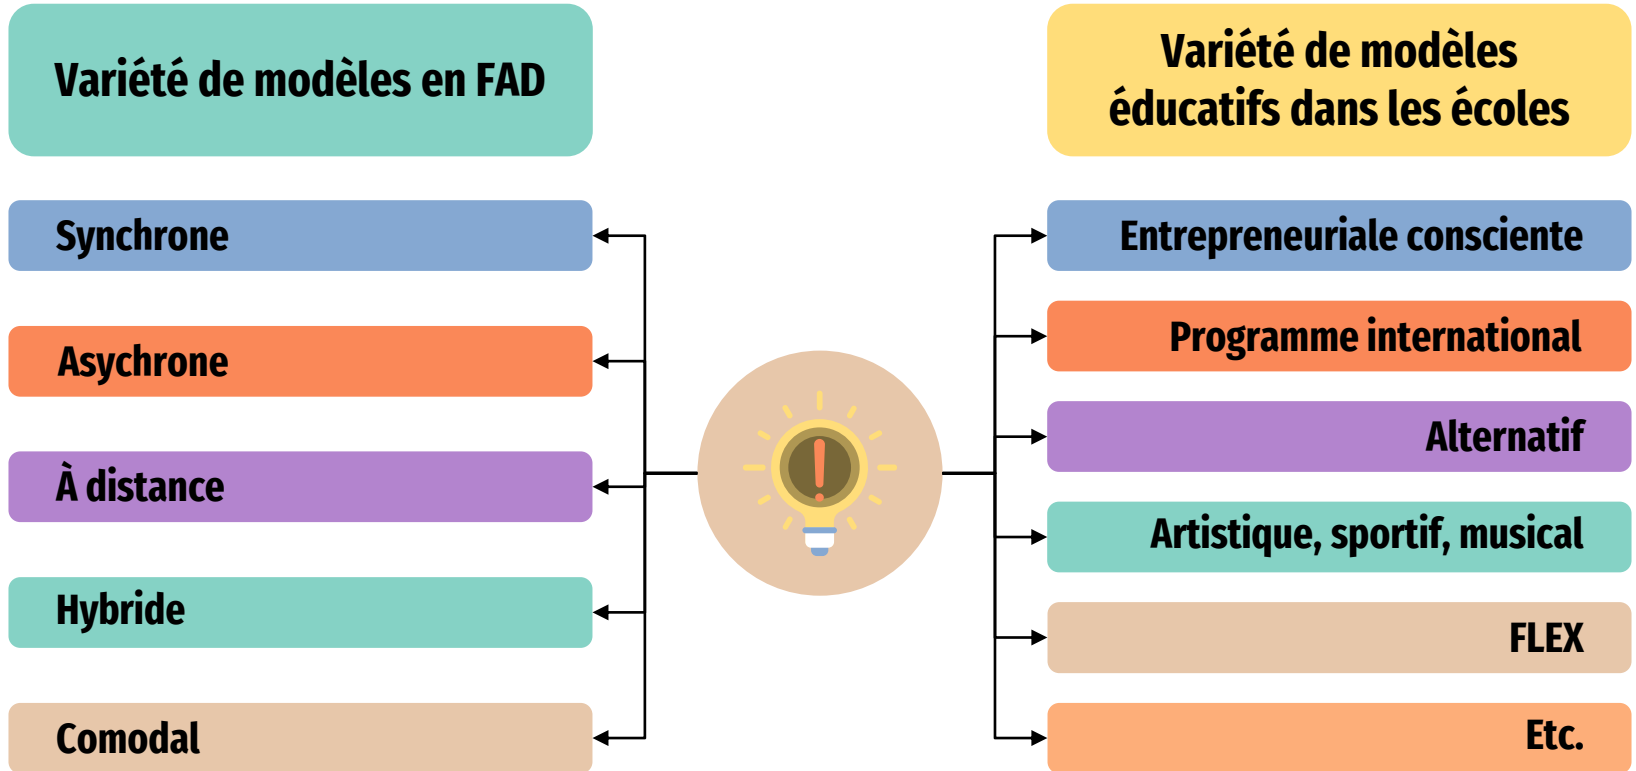 Variété de modèles en FAD
Synchrone
Asychrone
À distance
Hybride
Comodal
Variété de modèles
éducatifs dans les écoles
Entrepreneuriale consciente
Programme international
Alternatif
Artistique, sportif, musical
FLEX
Etc.